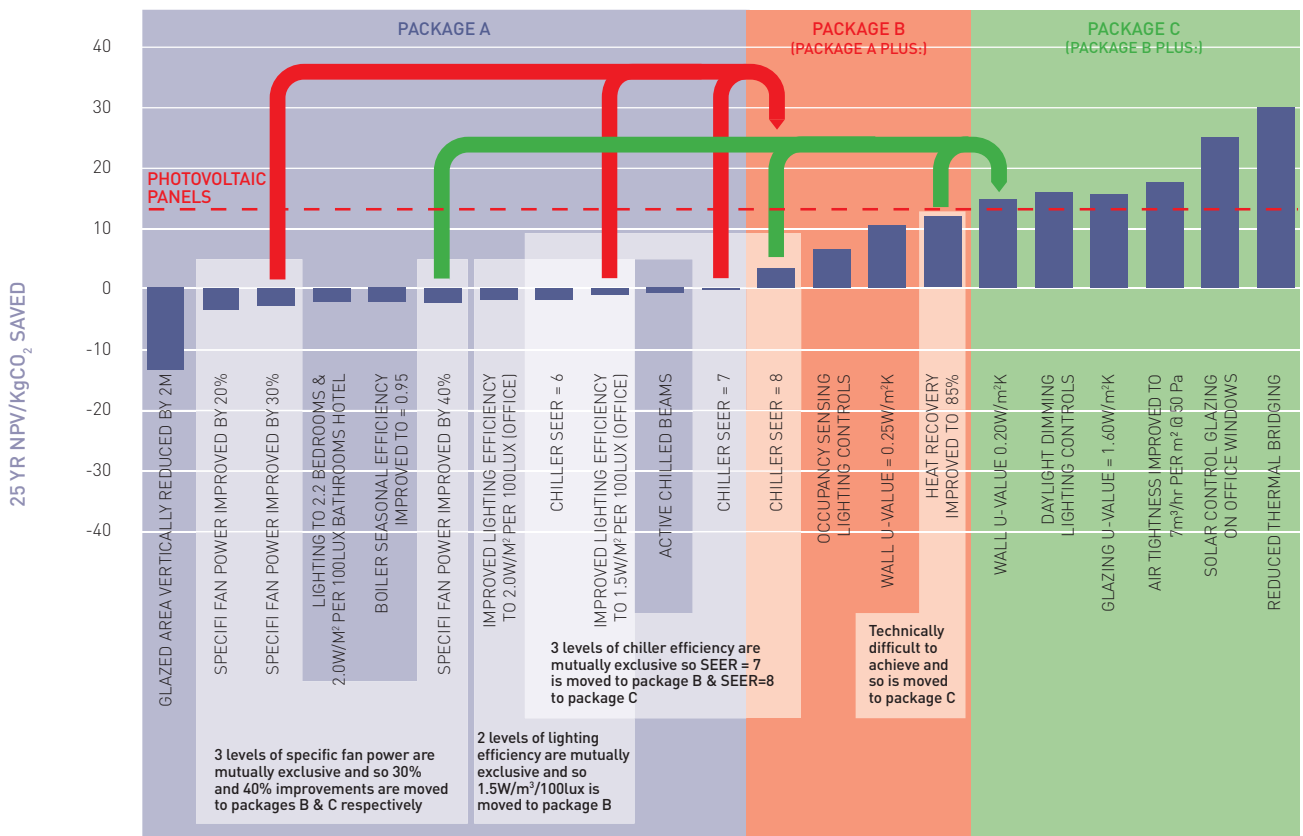 PACKAGE A
PACKAGE B
(PACKAGE A PLUS:)
PACKAGE C
(PACKAGE B PLUS:)
25 YR NPV/KgCO₂ SAVED
40
30
20
10
0
-10
-20
-30
-40
PHOTOVOLTAIC
PANELS
GLAZED AREA VERTICALLY REDUCED BY 2M
SPECIFI FAN POWER IMPROVED BY 20%
SPECIFI FAN POWER IMPROVED BY 30%
LIGHTING TO 2.2 BEDROOMS &
2.0W/M² PER 100LUX BATHROOMS HOTEL
BOILER SEASONAL EFFICIENCY
IMPROVED TO = 0.95
SPECIFI FAN POWER IMPROVED BY 40%
IMPROVED LIGHTING EFFICIENCY
TO 2.0W/M² PER 100LUX (OFFICE)
CHILLER SEER = 6
IMPROVED LIGHTING EFFICIENCY
TO 1.5W/M² PER 100LUX (OFFICE)
ACTIVE CHILLED BEAMS
CHILLER SEER = 7
CHILLER SEER = 8
OCCUPANCY SENSING
LIGHTING CONTROLS
WALL U-VALUE = 0.25W/m²K
HEAT RECOVERY
IMPROVED TO 85%
WALL U-VALUE 0.20W/m²K
DAYLIGHT DIMMING
LIGHTING CONTROLS
GLAZING U-VALUE = 1.60W/m²K
AIR TIGHTNESS IMPROVED TO
7m³/hr PER m² @ 50 Pa
SOLAR CONTROL GLAZING
ON OFFICE WINDOWS
REDUCED THERMAL BRIDGING
3 levels of specific fan power are
mutually exclusive and so 30%
and 40% improvements are moved
to packages B & C respectively
2 levels of lighting
efficiency are mutually
exclusive and so
1.5W/m³/100lux is
moved to package B
3 levels of chiller efficiency are
mutually exclusive so SEER = 7
is moved to package B & SEER=8
to package C
Technically
difficult to
achieve and
so is moved
to package C